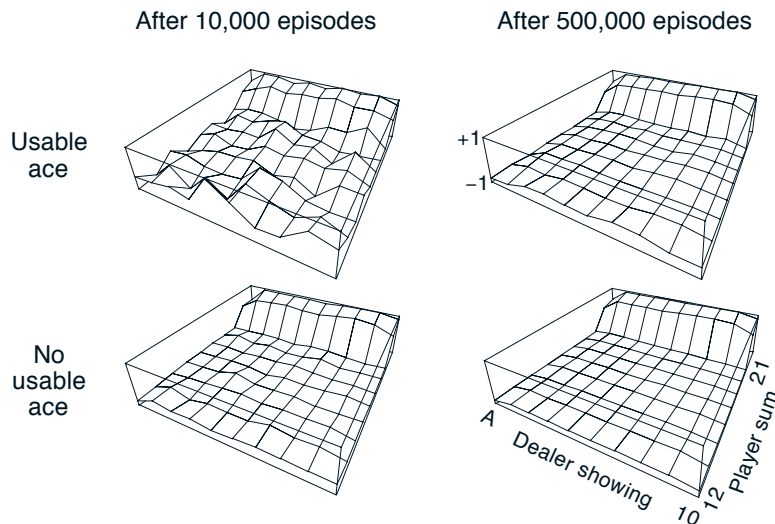 After 10,000 episodes
After 500,000 episodes
Usable
ace
+1
−1
No
usable
ace
A
Dealer showing
10
12
Player sum
21